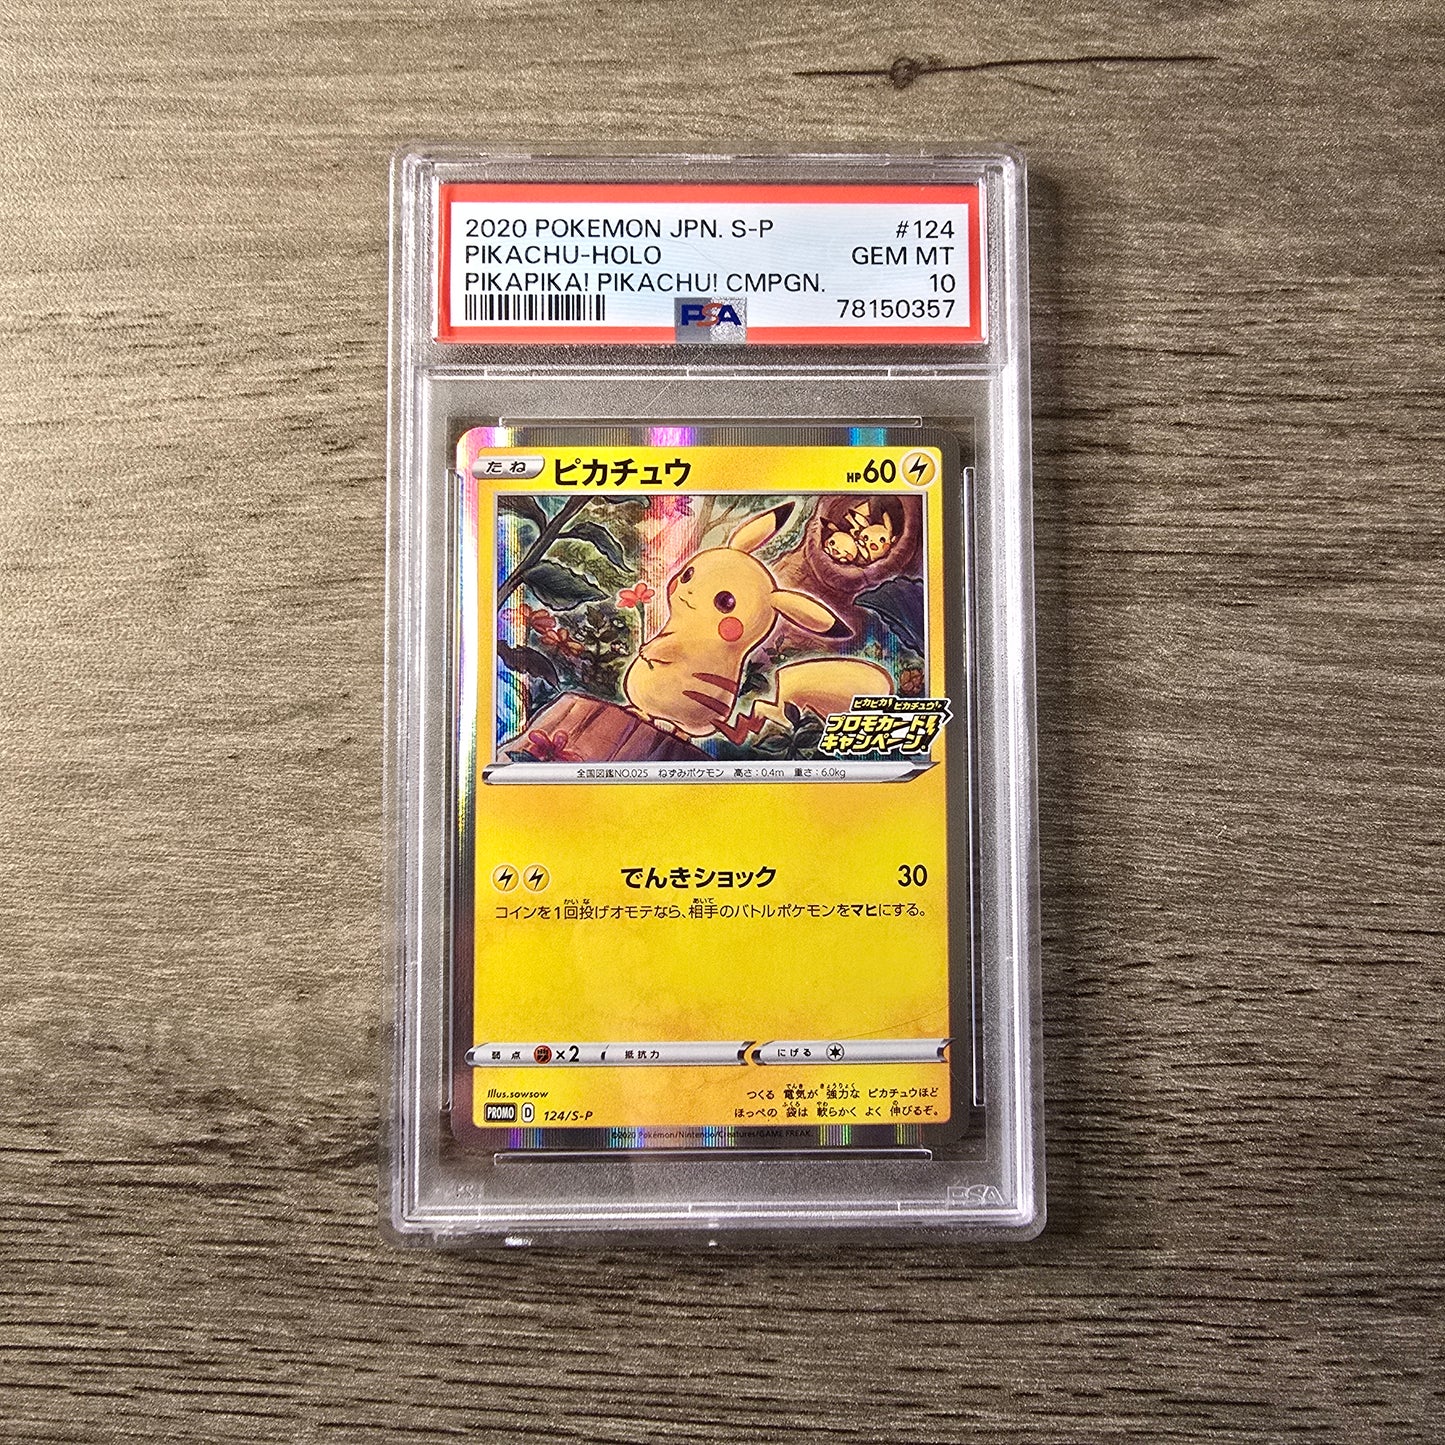 2020 POKEMON JPN. S-P #124
PIKACHU-HOLO GEM MT
PIKAPIKA! PIKACHU! CMPGN. 10
PSA 78150357
たね ピカチュウ HP60
ピカピカ! ピカチュウ!
プロモカード
キャンペーン!
全国図鑑NO.025 ねずみポケモン 高さ:0.4m 重さ:6.0kg
でんきショック 30
コインを1回投げオモテなら、相手のバトルポケモンをマヒにする。
弱点 ×2 抵抗力 にげる
Illus.sowsow
つくる 電気が 強力な ピカチュウほど
ほっぺの 袋は 軟らかく よく 伸びるぞ。
PROMO D 124/S-P
©2020 Pokémon/Nintendo/Creatures/GAME FREAK.
PSA